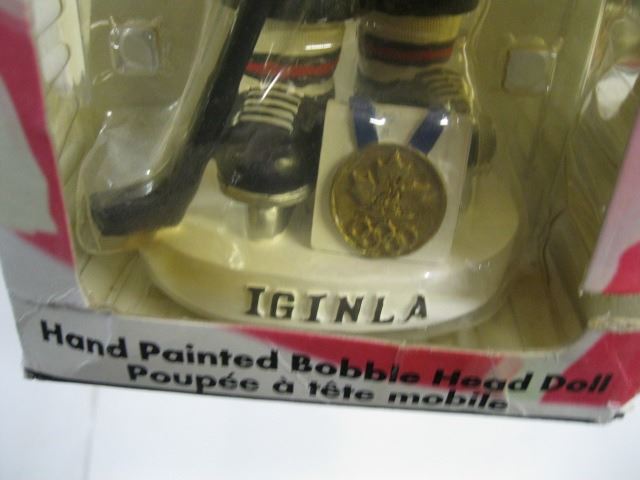 IGINLA
Hand Painted Bobble Head Doll
Poupée à tête mobile